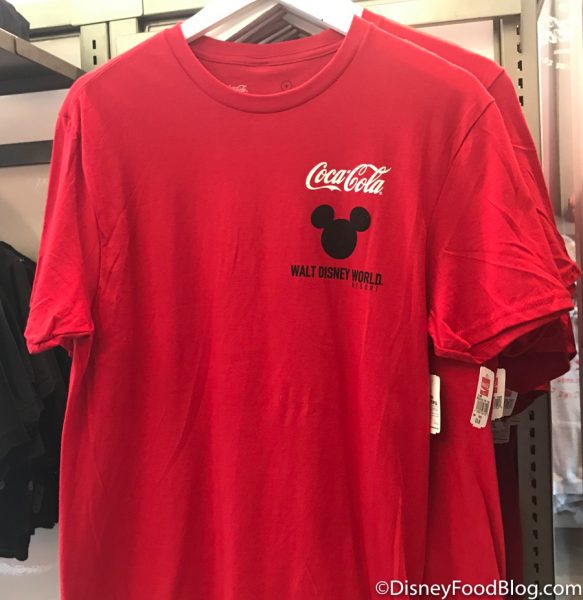 Coca-Cola
WALT DISNEY WORLD.
RESORT
©DisneyFoodBlog.com